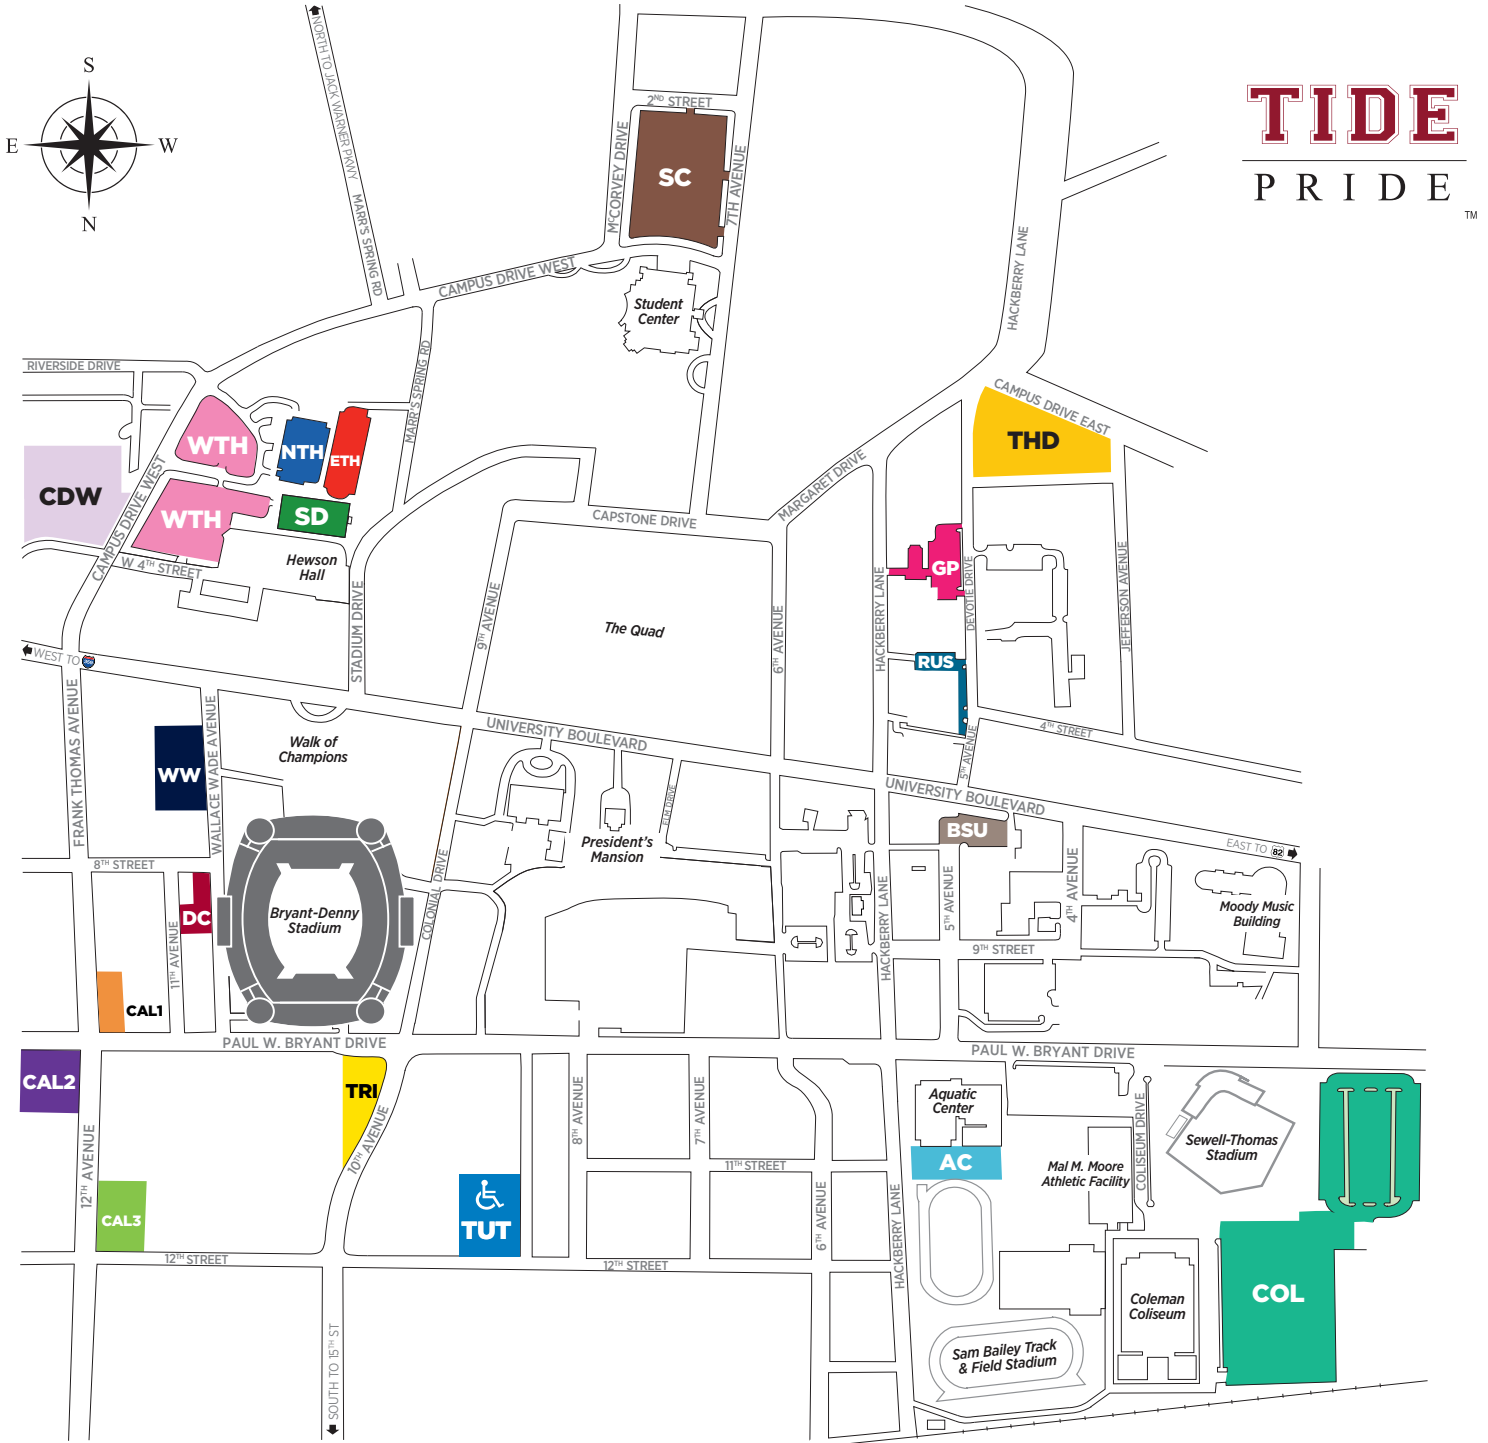 S
E
W
N
TIDE
PRIDE
TM
NORTH TO JACK WARNER PKWY
MARR'S SPRING RD
2ND STREET
MCCORVEY DRIVE
SC
7TH AVENUE
HACKBERRY LANE
CAMPUS DRIVE WEST
Student
Center
RIVERSIDE DRIVE
MARR'S SPRING RD
CAMPUS DRIVE EAST
THD
WTH
NTH
ETH
CDW
CAMPUS DRIVE WEST
WTH
SD
MARGARET DRIVE
CAPSTONE DRIVE
Hewson
Hall
W 4TH STREET
GP
HACKBERRY LANE
DEVOTIE DRIVE
JEFFERSON AVENUE
STADIUM DRIVE
9TH AVENUE
The Quad
6TH AVENUE
RUS
WEST TO
359
FRANK THOMAS AVENUE
WALLACE WADE AVENUE
UNIVERSITY BOULEVARD
4TH STREET
5TH AVENUE
Walk of
Champions
WW
ELM DRIVE
UNIVERSITY BOULEVARD
BSU
President's
Mansion
EAST TO 82
8TH STREET
COLONIAL DRIVE
HACKBERRY LANE
5TH AVENUE
4TH AVENUE
DC
Bryant-Denny
Stadium
Moody Music
Building
11TH AVENUE
9TH STREET
CAL1
PAUL W. BRYANT DRIVE
PAUL W. BRYANT DRIVE
CAL2
TRI
10TH AVENUE
8TH AVENUE
7TH AVENUE
Aquatic
Center
COLISEUM DRIVE
Sewell-Thomas
Stadium
12TH AVENUE
11TH STREET
AC
Mal M. Moore
Athletic Facility
CAL3
TUT
6TH AVENUE
HACKBERRY LANE
12TH STREET
12TH STREET
COL
Coleman
Coliseum
SOUTH TO 15TH ST
Sam Bailey Track
& Field Stadium